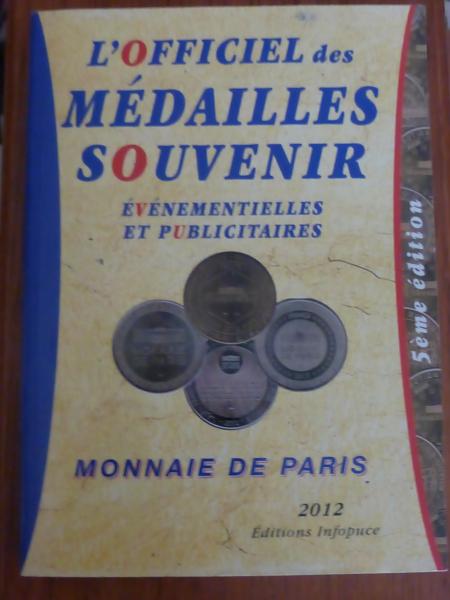 L'OFFICIEL des
MÉDAILLES
SOUVENIR
ÉVÉNEMENTIELLES
ET PUBLICITAIRES
5ème édition
MONNAIE DE PARIS
2012
Éditions Infopuce